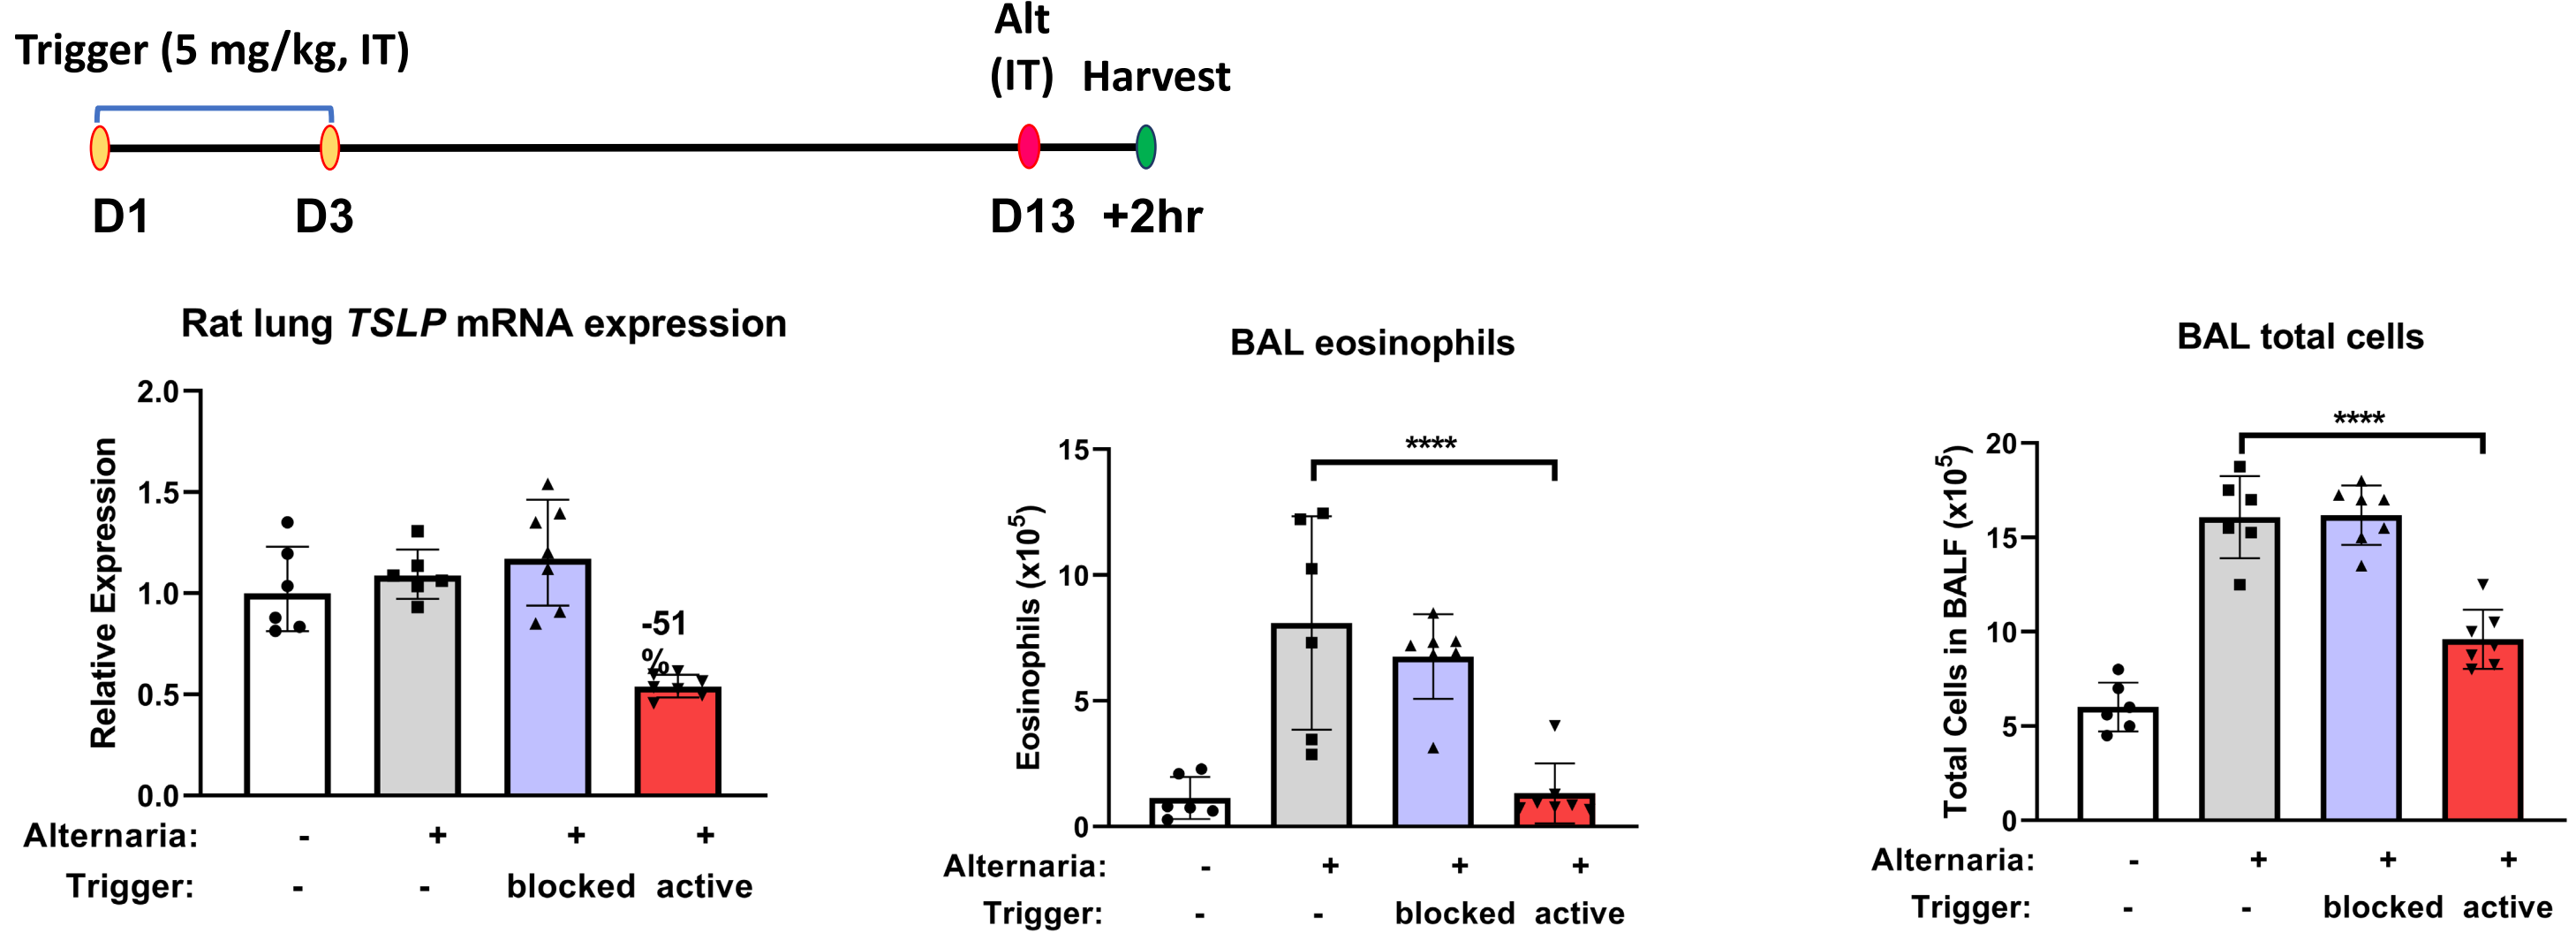 Alt
Trigger (5 mg/kg, IT)
(IT) Harvest
D1 D3 D13 +2hr
Rat lung TSLP mRNA expression
Relative Expression
2.0
1.5
1.0
0.5
0.0
-51
%
Alternaria: - + + +
Trigger: - - blocked active
BAL eosinophils
Eosinophils (x10⁵)
15
10
5
0
****
Alternaria: - + + +
Trigger: - - blocked active
BAL total cells
Total Cells in BALF (x10⁵)
20
15
10
5
0
****
Alternaria: - + + +
Trigger: - - blocked active